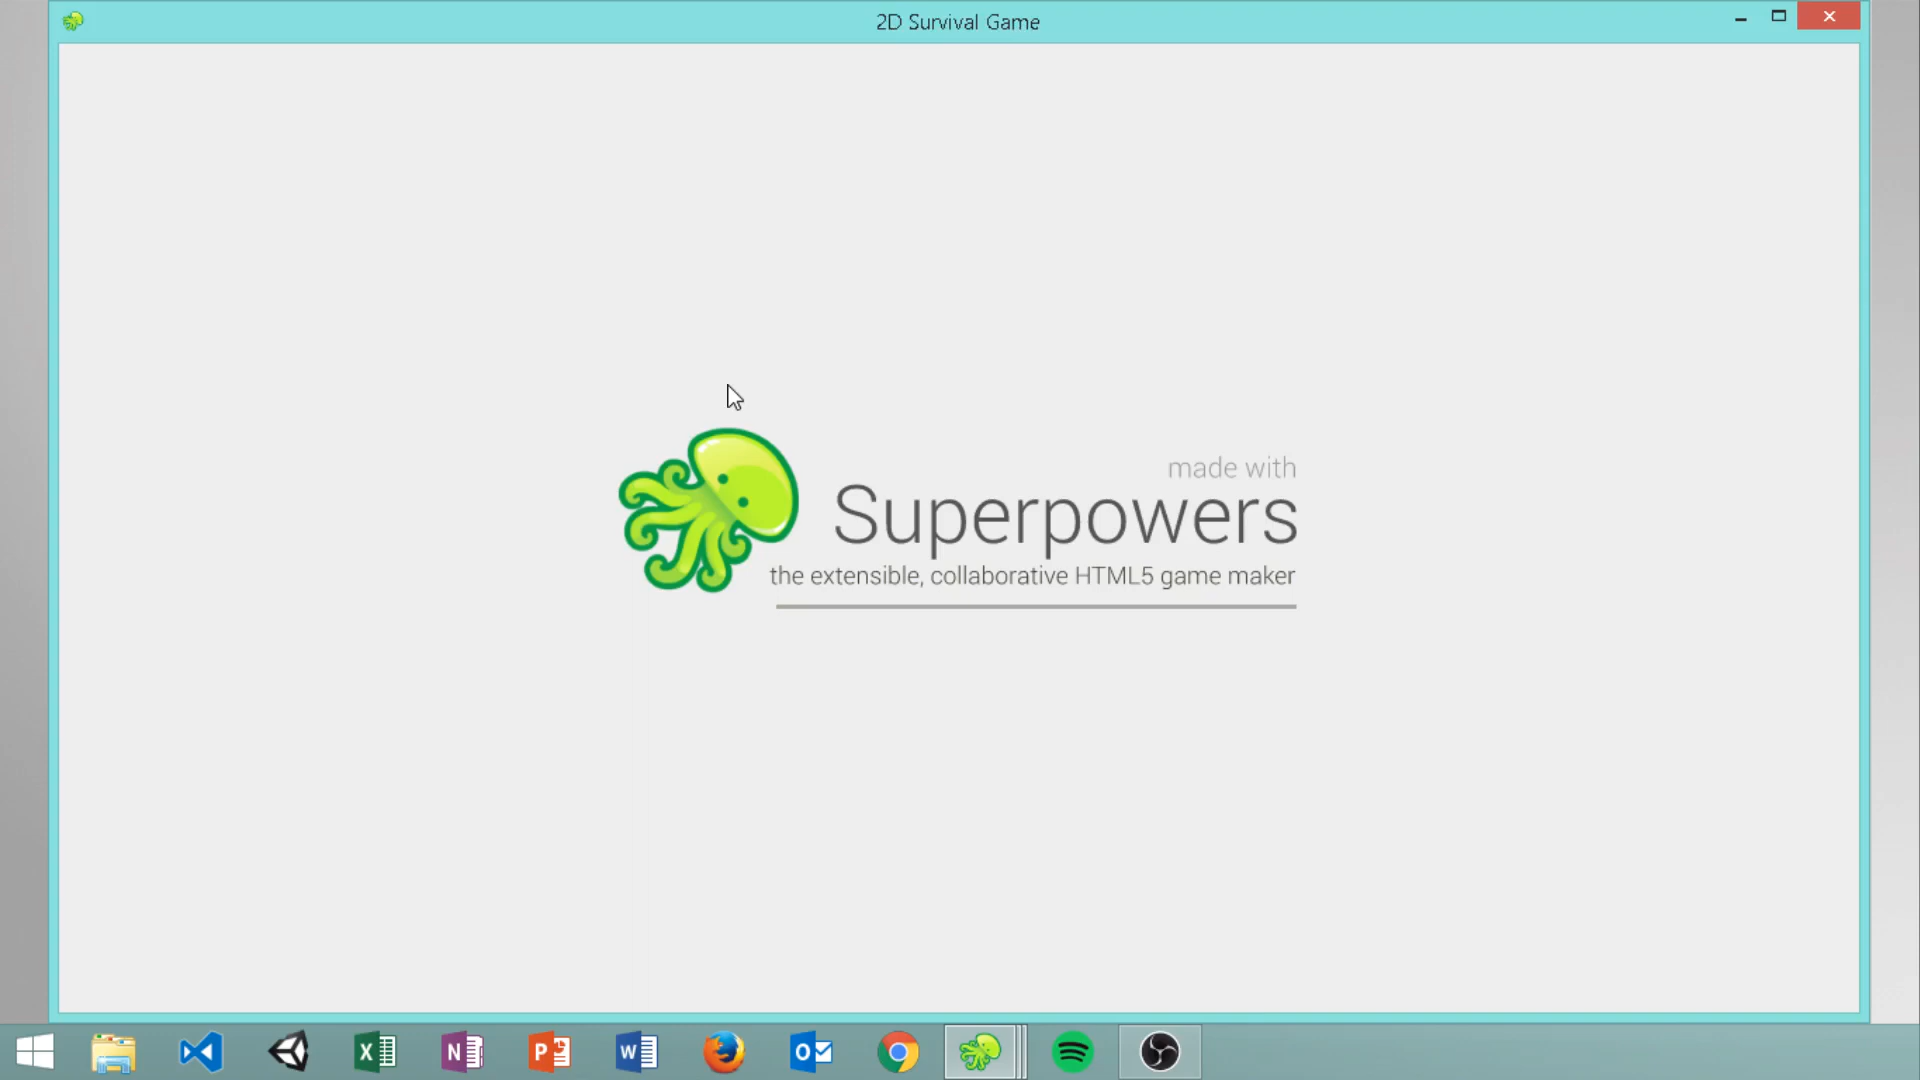 2D Survival Game
made with
Superpowers
the extensible, collaborative HTML5 game maker